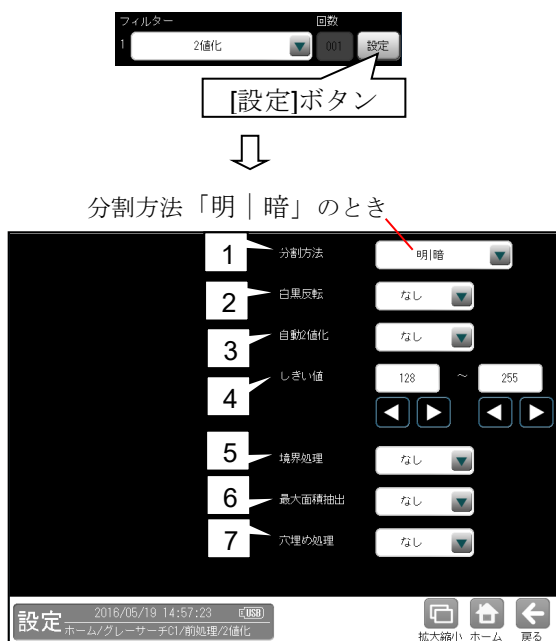 フィルター 回数
1 2値化 001 設定
[設定]ボタン
分割方法「明｜暗」のとき
1 分割方法 明|暗
2 白黒反転 なし
3 自動2値化 なし
4 しきい値 128 ～ 255
5 境界処理 なし
6 最大面積抽出 なし
7 穴埋め処理 なし
設定 2016/05/19 14:57:23 USB
ホーム/グレーサーチC1/前処理/2値化
拡大縮小 ホーム 戻る